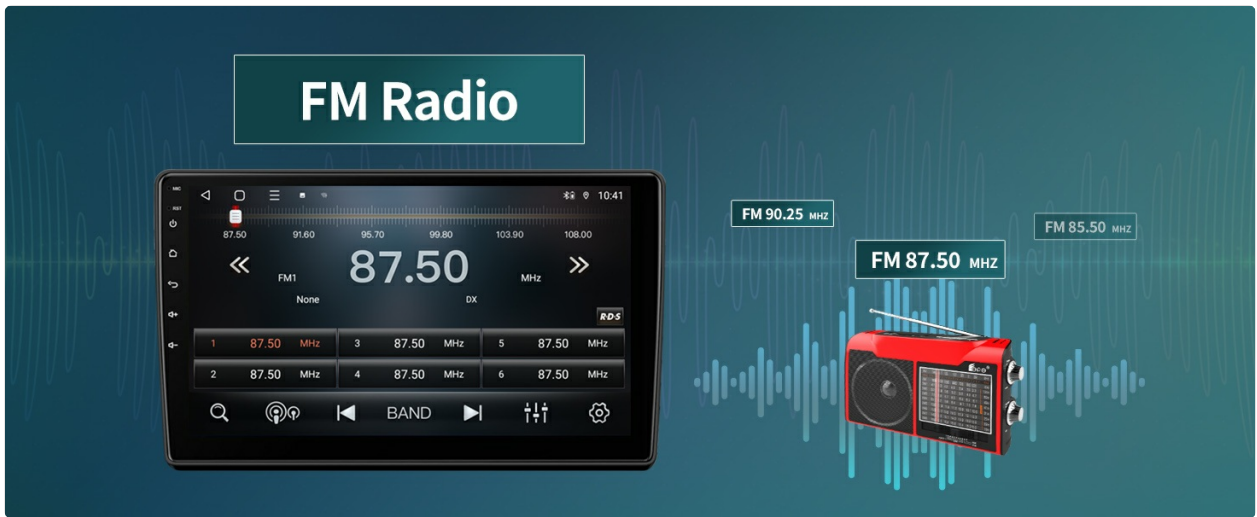 FM Radio
MIC
RST
10:41
87.50 91.60 95.70 99.80 103.90 108.00
FM1 87.50 MHz
None DX
R·D·S
1 87.50 MHz 3 87.50 MHz 5 87.50 MHz
2 87.50 MHz 4 87.50 MHz 6 87.50 MHz
BAND
FM 90.25 MHZ
FM 85.50 MHZ
FM 87.50 MHZ